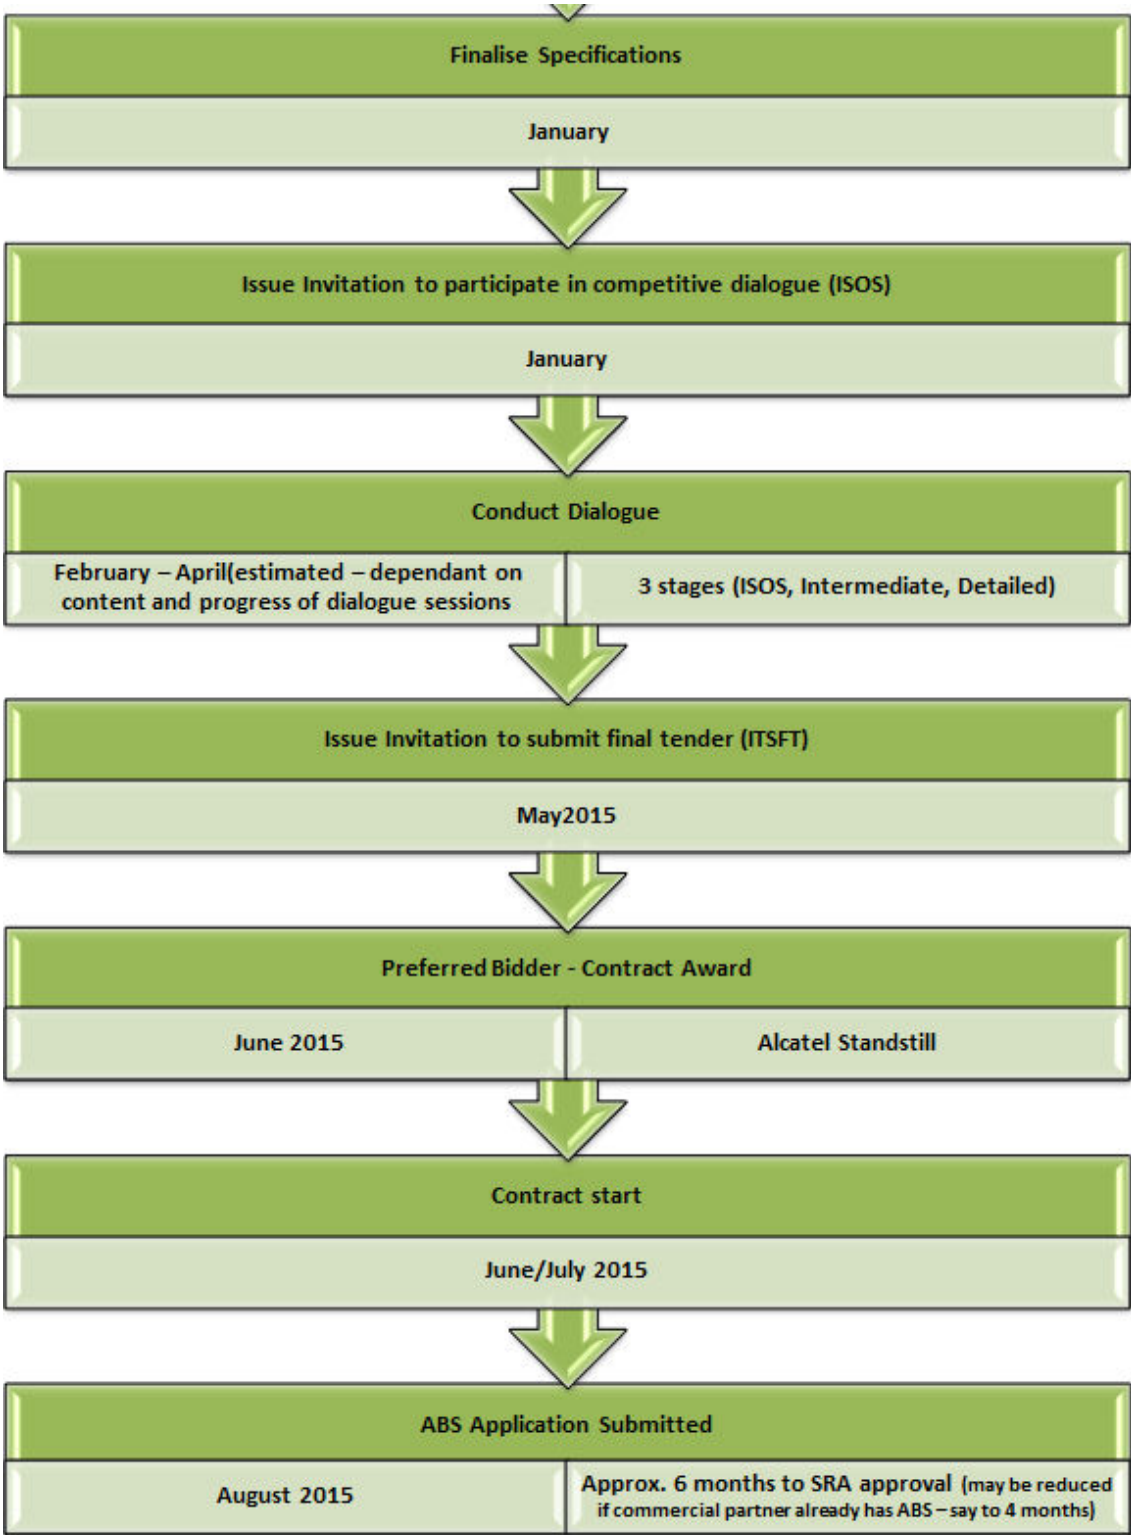 Finalise Specifications
January
Issue Invitation to participate in competitive dialogue (ISOS)
January
Conduct Dialogue
February – April(estimated – dependant on
content and progress of dialogue sessions
3 stages (ISOS, Intermediate, Detailed)
Issue Invitation to submit final tender (ITSFT)
May2015
Preferred Bidder - Contract Award
June 2015
Alcatel Standstill
Contract start
June/July 2015
ABS Application Submitted
August 2015
Approx. 6 months to SRA approval (may be reduced
if commercial partner already has ABS – say to 4 months)